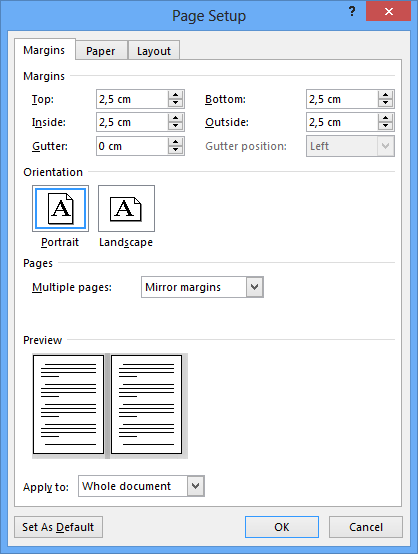 Page Setup ?
Margins Paper Layout
Margins
Top: 2,5 cm Bottom: 2,5 cm
Inside: 2,5 cm Outside: 2,5 cm
Gutter: 0 cm Gutter position: Left
Orientation
A A
Portrait Landscape
Pages
Multiple pages: Mirror margins
Preview
Apply to: Whole document
Set As Default OK Cancel